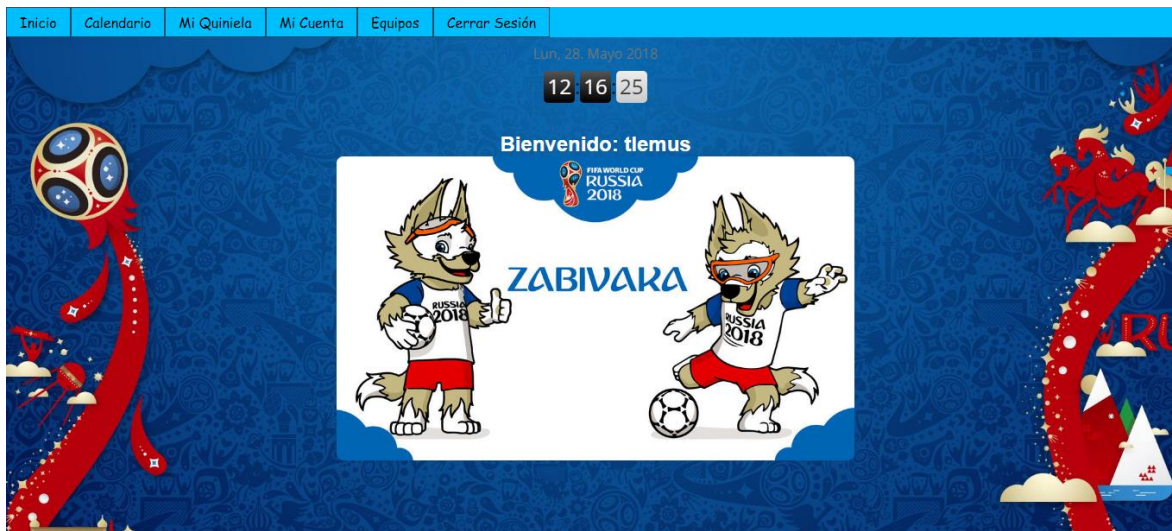 Inicio Calendario Mi Quiniela Mi Cuenta Equipos Cerrar Sesión
Lun, 28. Mayo 2018
12:16:25
Bienvenido: tlemus
FIFA WORLD CUP
RUSSIA
2018
ZABIVAKA
RUSSIA
2018
RUSSIA
2018
RU